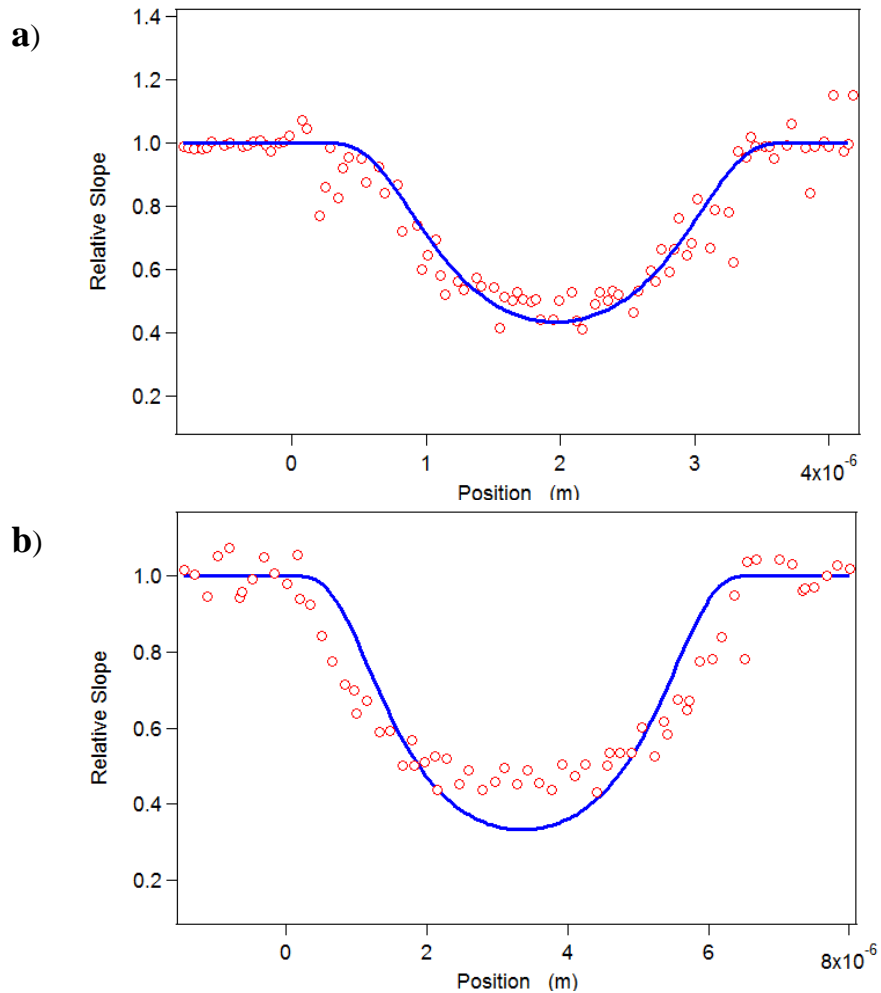 a)
1.4
1.2
1.0
0.8
0.6
0.4
0.2
Relative Slope
0 1 2 3 4x10⁻⁶
Position (m)
b)
1.0
0.8
0.6
0.4
0.2
Relative Slope
0 2 4 6 8x10⁻⁶
Position (m)